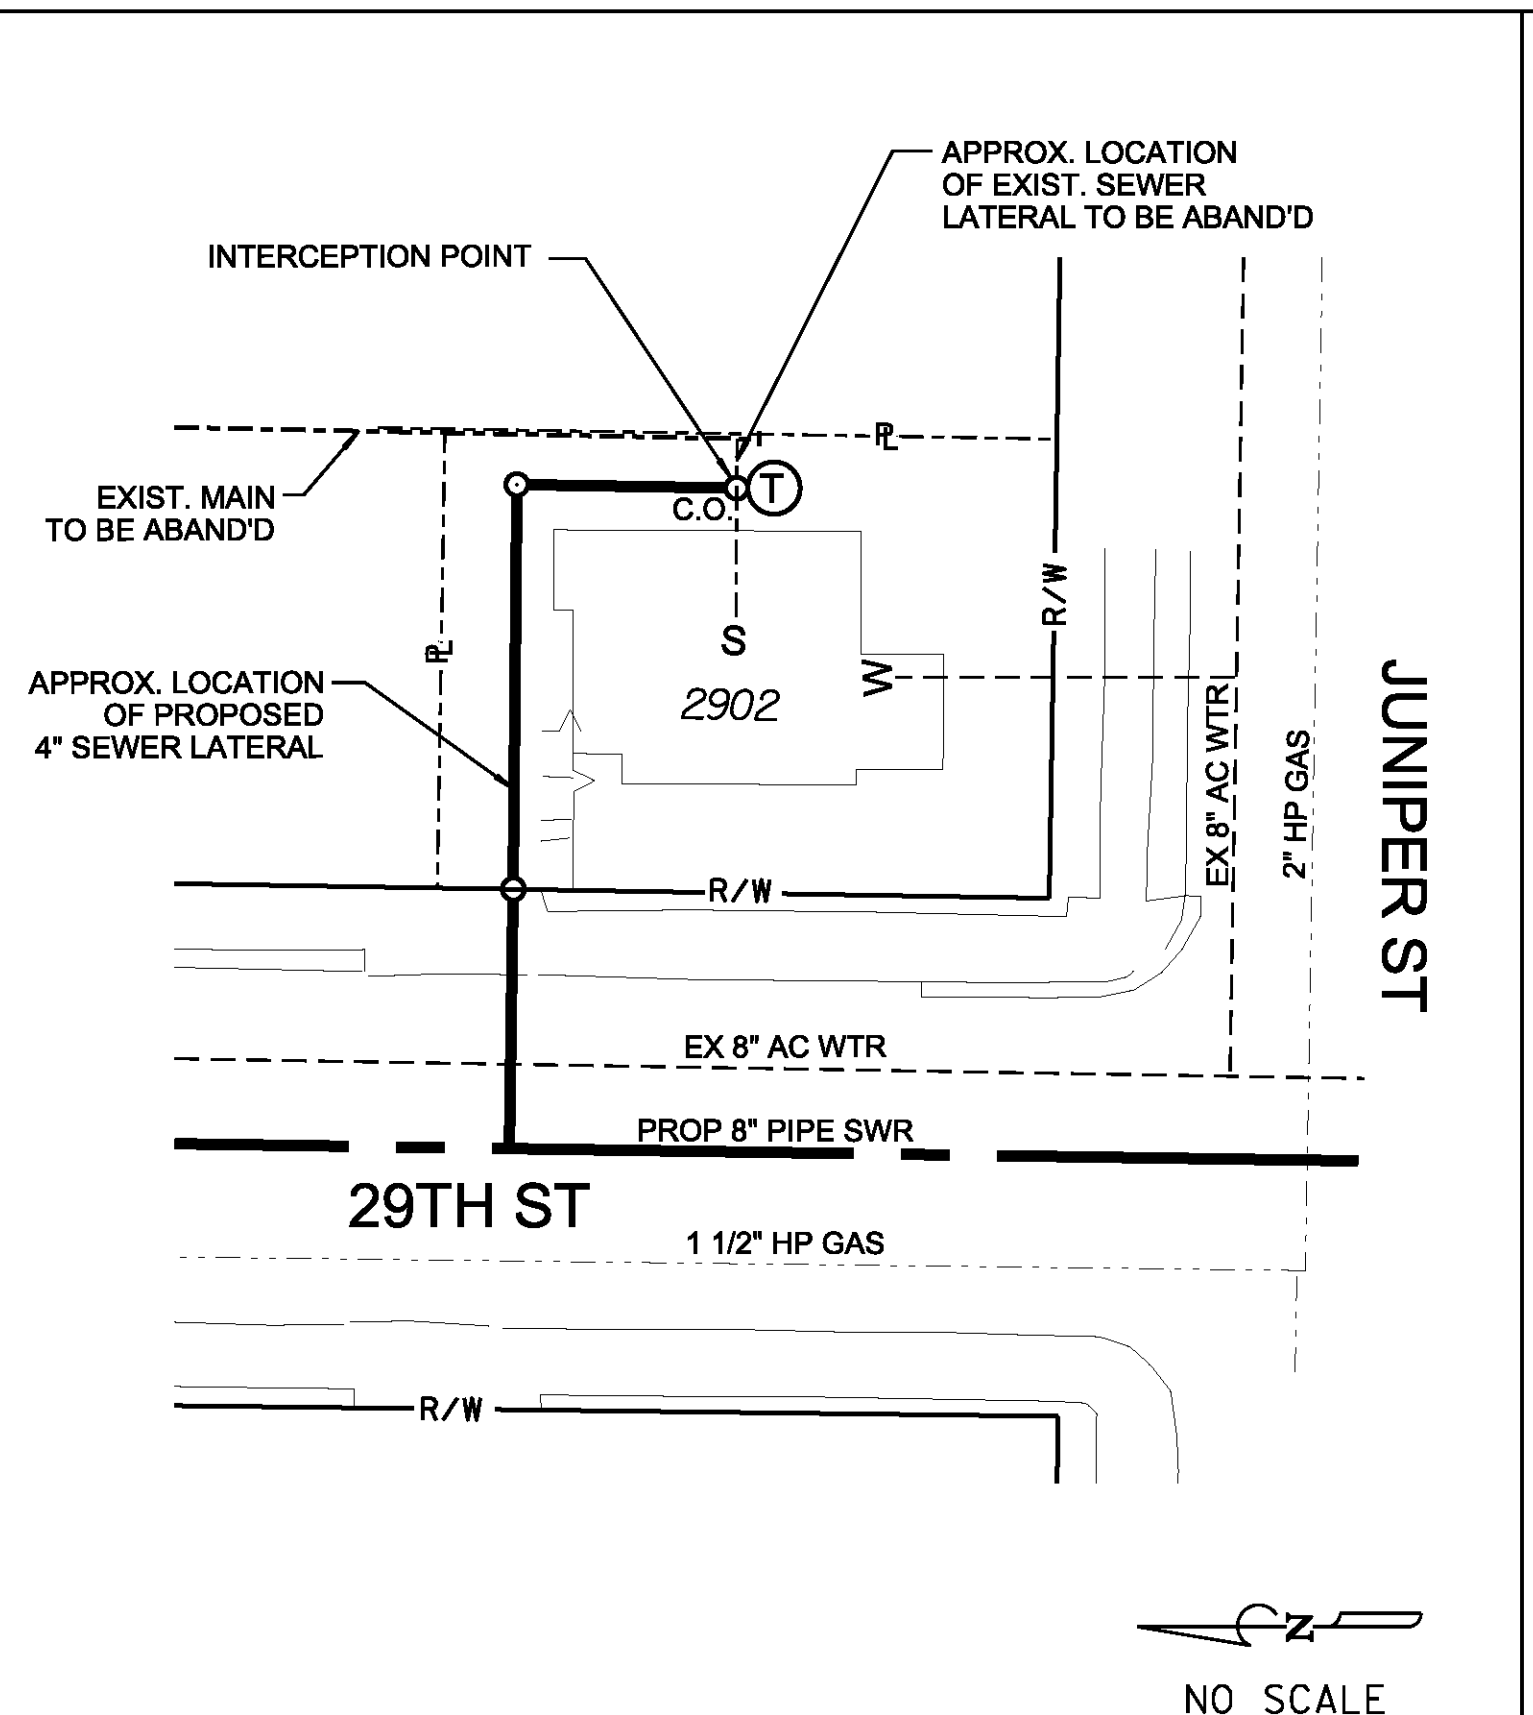 APPROX. LOCATION
OF EXIST. SEWER
LATERAL TO BE ABAND'D
INTERCEPTION POINT
PL
EXIST. MAIN
TO BE ABAND'D
T
C.O.
R/W
PL
S
W
2902
APPROX. LOCATION
OF PROPOSED
4" SEWER LATERAL
EX 8" AC WTR
2" HP GAS
JUNIPER ST
R/W
EX 8" AC WTR
PROP 8" PIPE SWR
29TH ST
1 1/2" HP GAS
R/W
N
NO SCALE